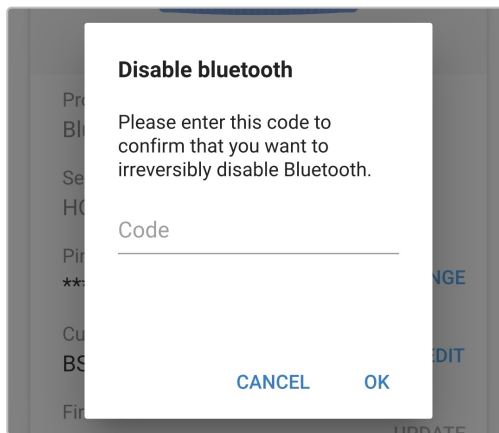 Disable bluetooth
Please enter this code to
confirm that you want to
irreversibly disable Bluetooth.
Code
***
CANCEL
OK